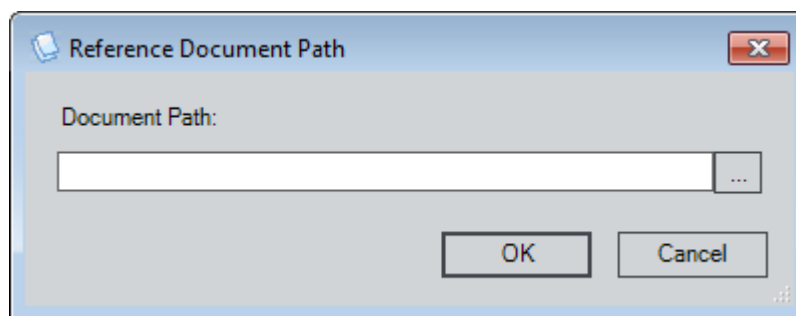 Reference Document Path
Document Path:
...
OK
Cancel